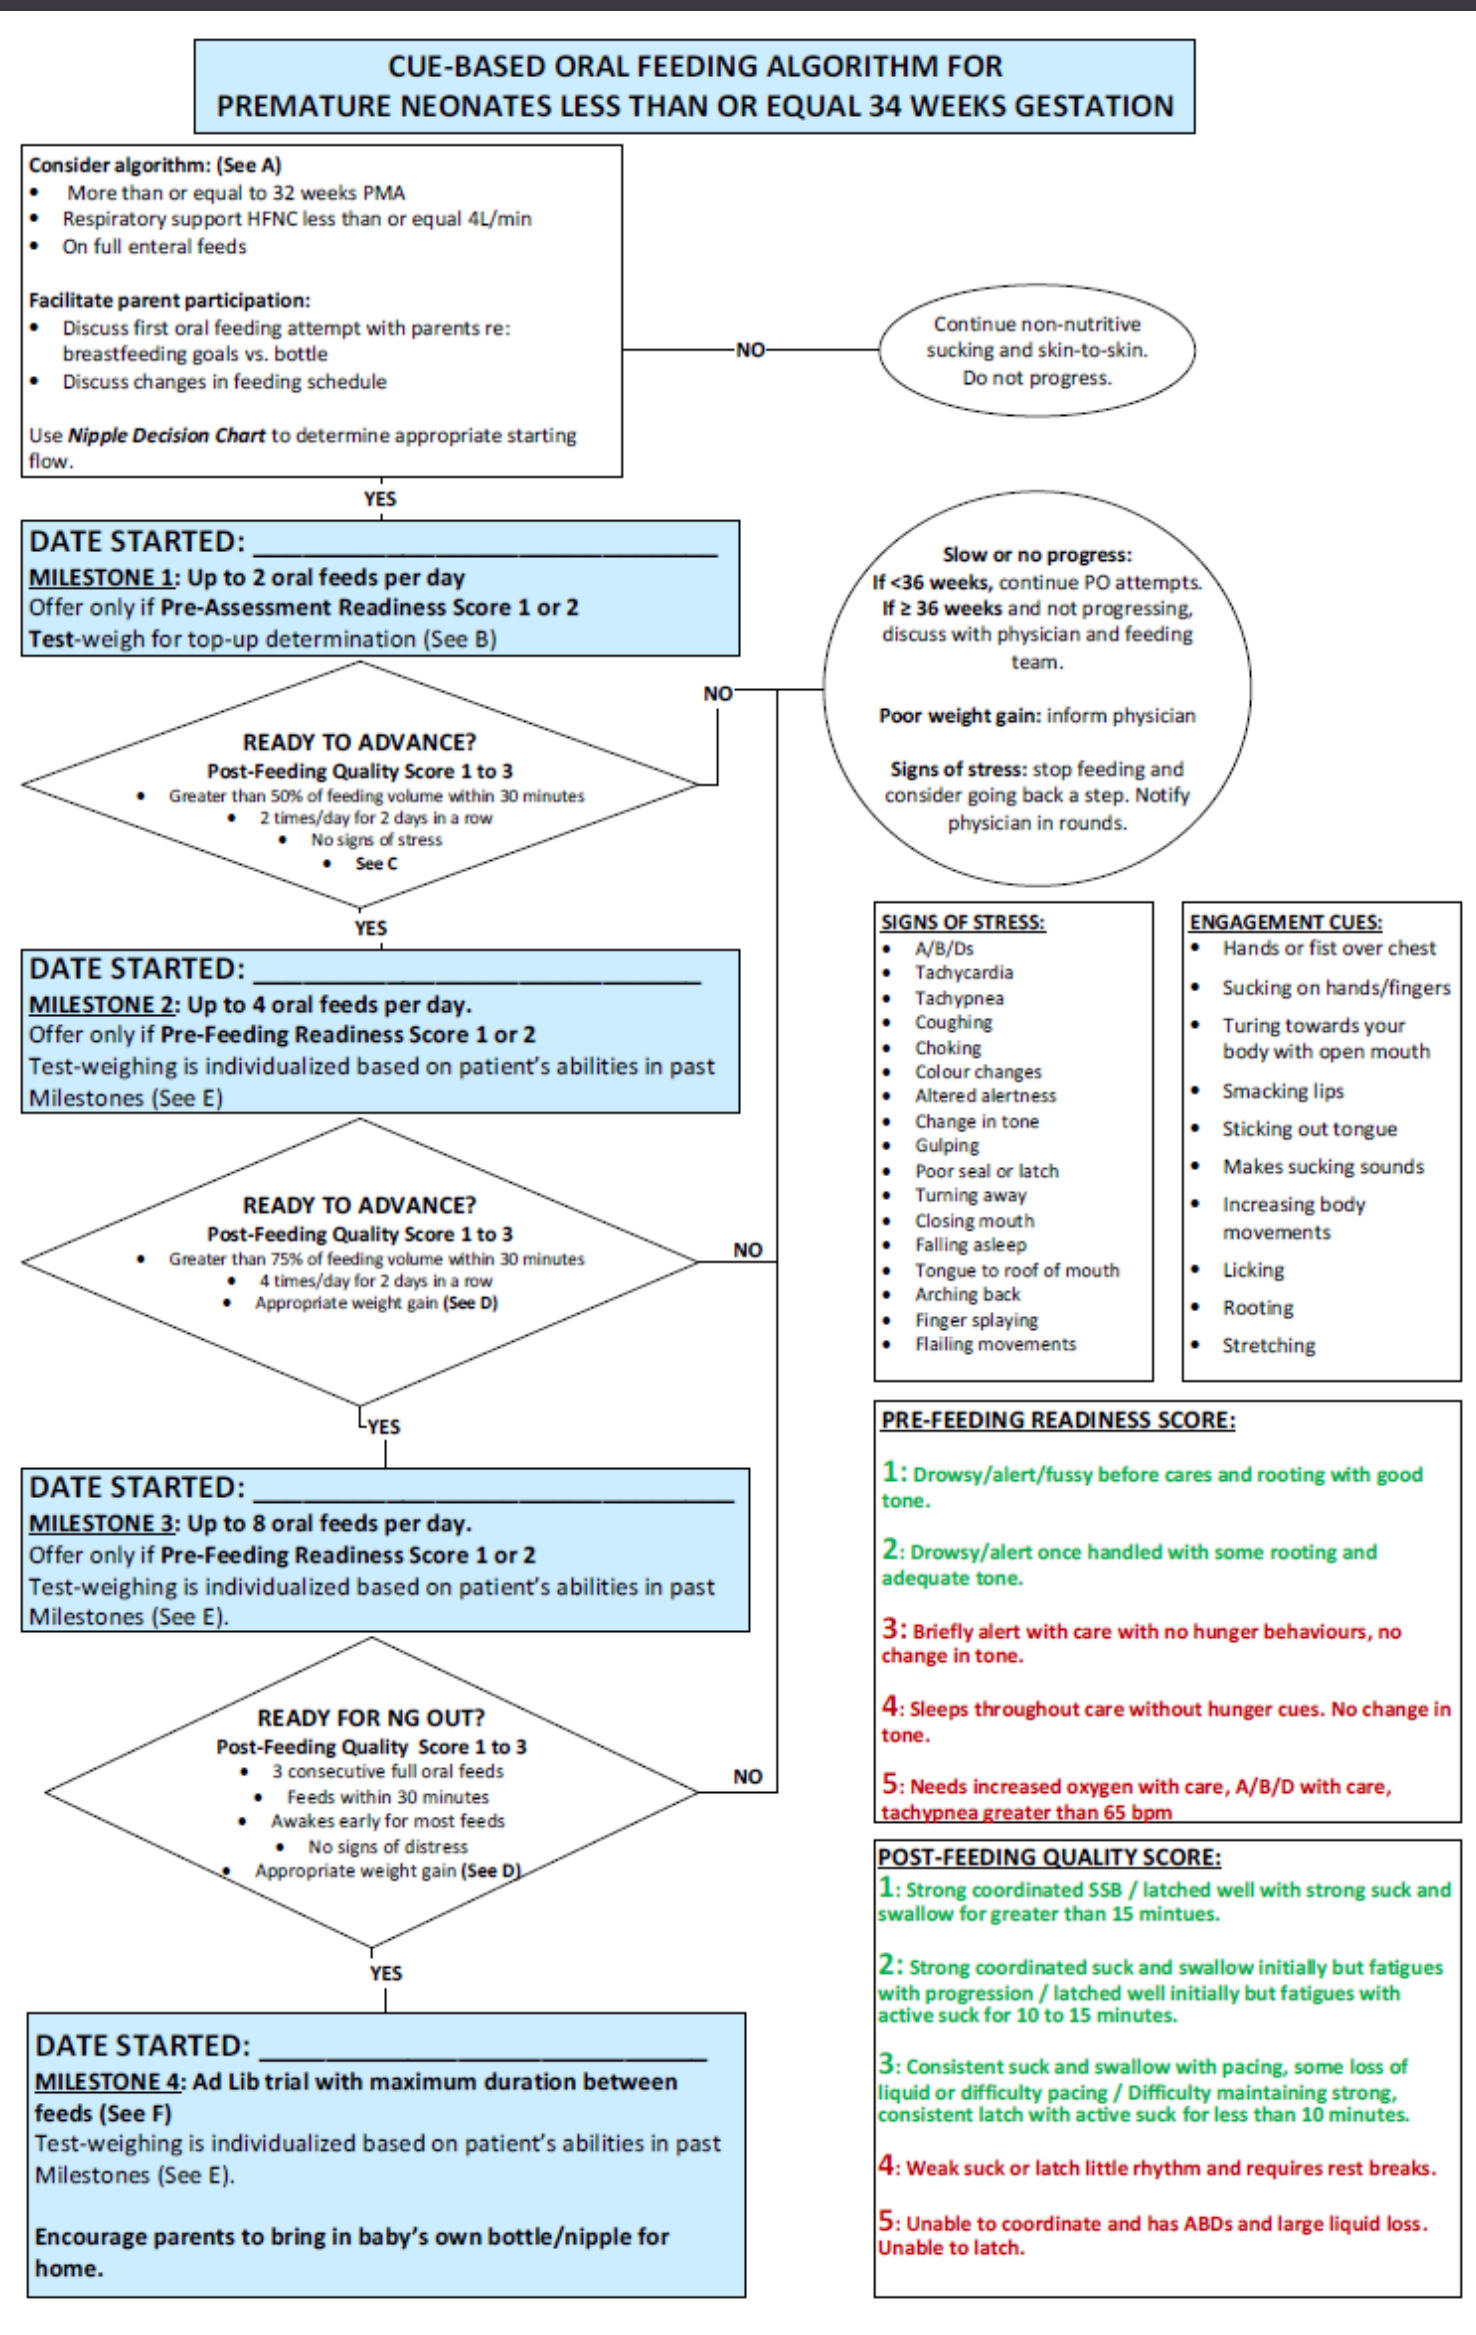 CUE-BASED ORAL FEEDING ALGORITHM FOR
PREMATURE NEONATES LESS THAN OR EQUAL 34 WEEKS GESTATION
Consider algorithm: (See A)
• More than or equal to 32 weeks PMA
• Respiratory support HFNC less than or equal 4L/min
• On full enteral feeds
Facilitate parent participation:
• Discuss first oral feeding attempt with parents re:
breastfeeding goals vs. bottle
• Discuss changes in feeding schedule
Use Nipple Decision Chart to determine appropriate starting
flow.
NO
Continue non-nutritive
sucking and skin-to-skin.
Do not progress.
YES
DATE STARTED: ______________________________
MILESTONE 1: Up to 2 oral feeds per day
Offer only if Pre-Assessment Readiness Score 1 or 2
Test-weigh for top-up determination (See B)
NO
Slow or no progress:
If <36 weeks, continue PO attempts.
If ≥ 36 weeks and not progressing,
discuss with physician and feeding
team.
Poor weight gain: inform physician
Signs of stress: stop feeding and
consider going back a step. Notify
physician in rounds.
READY TO ADVANCE?
Post-Feeding Quality Score 1 to 3
• Greater than 50% of feeding volume within 30 minutes
• 2 times/day for 2 days in a row
• No signs of stress
• See C
YES
DATE STARTED: ______________________________
MILESTONE 2: Up to 4 oral feeds per day.
Offer only if Pre-Feeding Readiness Score 1 or 2
Test-weighing is individualized based on patient's abilities in past
Milestones (See E)
READY TO ADVANCE?
Post-Feeding Quality Score 1 to 3
• Greater than 75% of feeding volume within 30 minutes
• 4 times/day for 2 days in a row
• Appropriate weight gain (See D)
NO
YES
DATE STARTED: ______________________________
MILESTONE 3: Up to 8 oral feeds per day.
Offer only if Pre-Feeding Readiness Score 1 or 2
Test-weighing is individualized based on patient's abilities in past
Milestones (See E).
READY FOR NG OUT?
Post-Feeding Quality Score 1 to 3
• 3 consecutive full oral feeds
• Feeds within 30 minutes
• Awakes early for most feeds
• No signs of distress
• Appropriate weight gain (See D)
NO
YES
DATE STARTED: ______________________________
MILESTONE 4: Ad Lib trial with maximum duration between
feeds (See F)
Test-weighing is individualized based on patient's abilities in past
Milestones (See E).
Encourage parents to bring in baby's own bottle/nipple for
home.
SIGNS OF STRESS:
• A/B/Ds
• Tachycardia
• Tachypnea
• Coughing
• Choking
• Colour changes
• Altered alertness
• Change in tone
• Gulping
• Poor seal or latch
• Turning away
• Closing mouth
• Falling asleep
• Tongue to roof of mouth
• Arching back
• Finger splaying
• Flailing movements
ENGAGEMENT CUES:
• Hands or fist over chest
• Sucking on hands/fingers
• Turing towards your
body with open mouth
• Smacking lips
• Sticking out tongue
• Makes sucking sounds
• Increasing body
movements
• Licking
• Rooting
• Stretching
PRE-FEEDING READINESS SCORE:
1: Drowsy/alert/fussy before cares and rooting with good
tone.
2: Drowsy/alert once handled with some rooting and
adequate tone.
3: Briefly alert with care with no hunger behaviours, no
change in tone.
4: Sleeps throughout care without hunger cues. No change in
tone.
5: Needs increased oxygen with care, A/B/D with care,
tachypnea greater than 65 bpm
POST-FEEDING QUALITY SCORE:
1: Strong coordinated SSB / latched well with strong suck and
swallow for greater than 15 mintues.
2: Strong coordinated suck and swallow initially but fatigues
with progression / latched well initially but fatigues with
active suck for 10 to 15 minutes.
3: Consistent suck and swallow with pacing, some loss of
liquid or difficulty pacing / Difficulty maintaining strong,
consistent latch with active suck for less than 10 minutes.
4: Weak suck or latch little rhythm and requires rest breaks.
5: Unable to coordinate and has ABDs and large liquid loss.
Unable to latch.